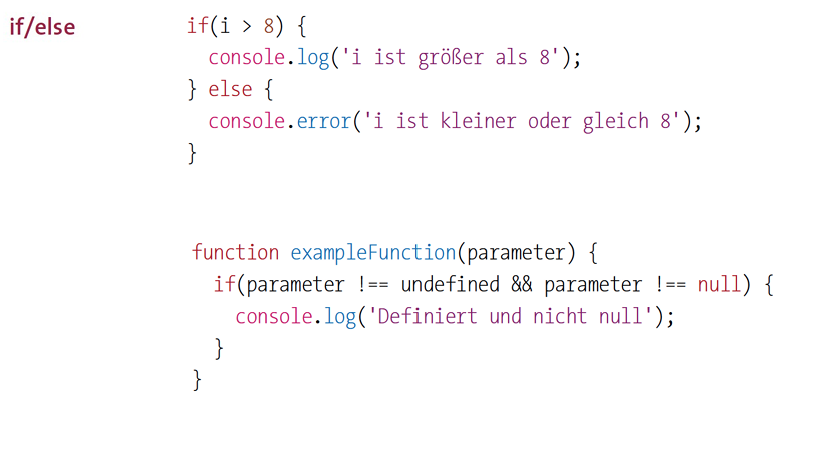 if/else
if(i > 8) {
console.log('i ist größer als 8');
} else {
console.error('i ist kleiner oder gleich 8');
}
function exampleFunction(parameter) {
if(parameter !== undefined && parameter !== null) {
console.log('Definiert und nicht null');
}
}